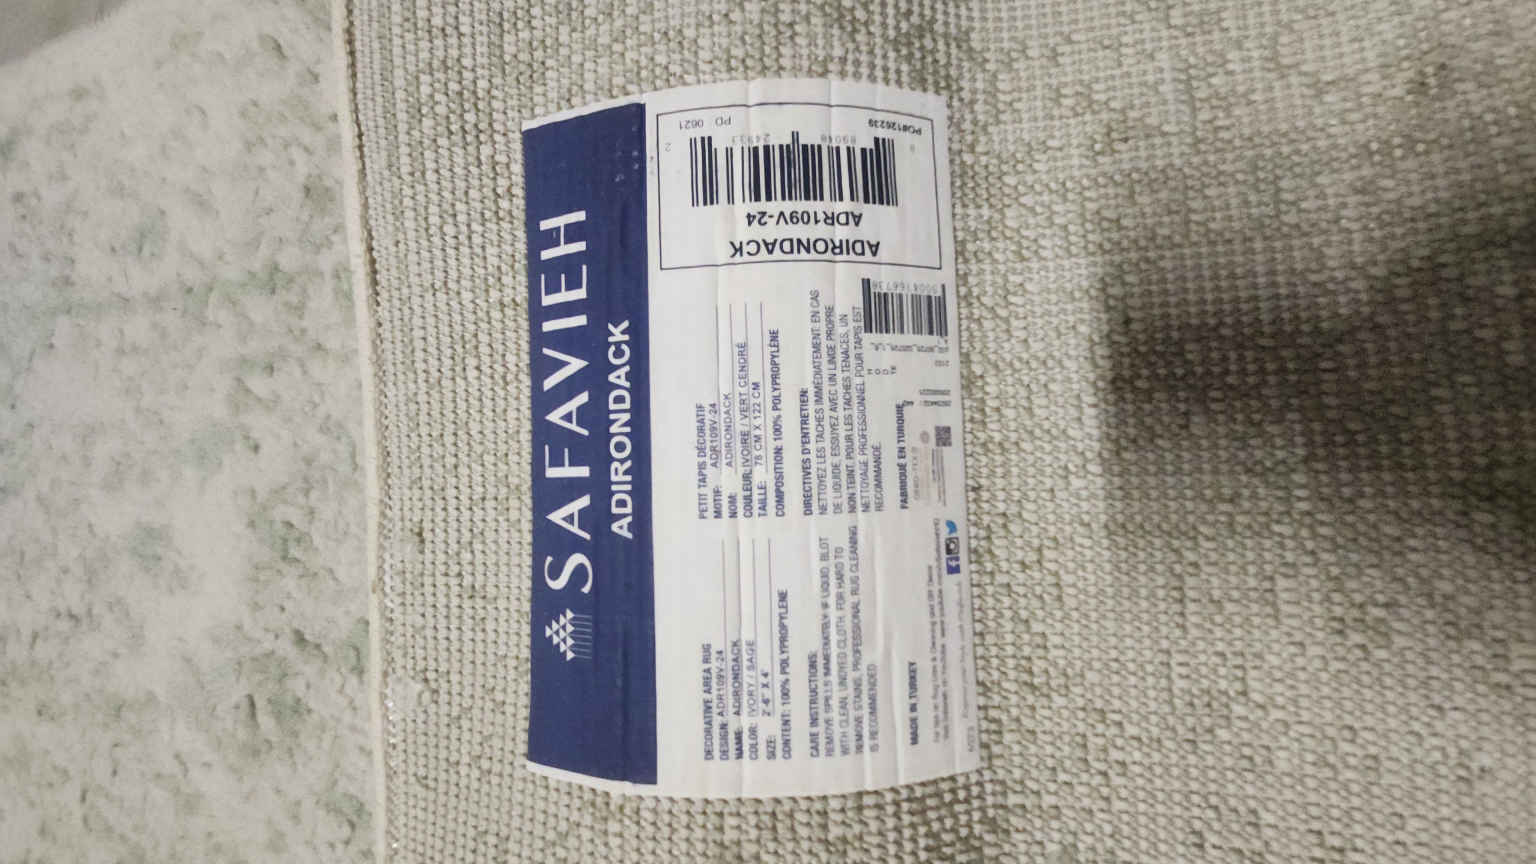 SAFAVIEH
ADIRONDACK
DECORATIVE AREA RUG
DESIGN: ADR109V-24
NAME: ADIRONDACK
COLOR: IVORY / SAGE
SIZE: 2'-6" X 4'
CONTENT: 100% POLYPROPYLENE
CARE INSTRUCTIONS:
REMOVE SPILLS IMMEDIATELY. IF LIQUID, BLOT
WITH CLEAN, UNDYED CLOTH. FOR HARD TO
REMOVE STAINS, PROFESSIONAL RUG CLEANING
IS RECOMMENDED
MADE IN TURKEY
PETIT TAPIS DÉCORATIF
MOTIF: ADR109V-24
NOM: ADIRONDACK
COULEUR: IVOIRE / VERT CENDRÉ
TAILLE: 78 CM X 122 CM
COMPOSITION: 100% POLYPROPYLÈNE
DIRECTIVES D'ENTRETIEN:
NETTOYEZ LES TACHES IMMÉDIATEMENT. EN CAS
DE LIQUIDE, ESSUYEZ AVEC UN LINGE PROPRE
NON TEINT. POUR LES TACHES TENACES, UN
NETTOYAGE PROFESSIONNEL POUR TAPIS EST
RECOMMANDÉ.
FABRIQUÉ EN TURQUIE
ADIRONDACK
ADR109V-24
PO#126239 PD 0621